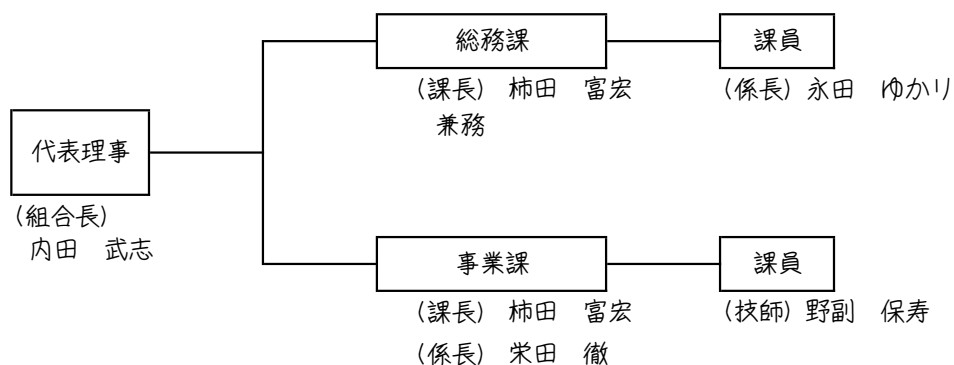 代表理事
(組合長)
内田 武志
総務課
(課長) 柿田 富宏
兼務
課員
(係長) 永田 ゆかり
事業課
(課長) 柿田 富宏
(係長) 栄田 徹
課員
(技師) 野副 保寿